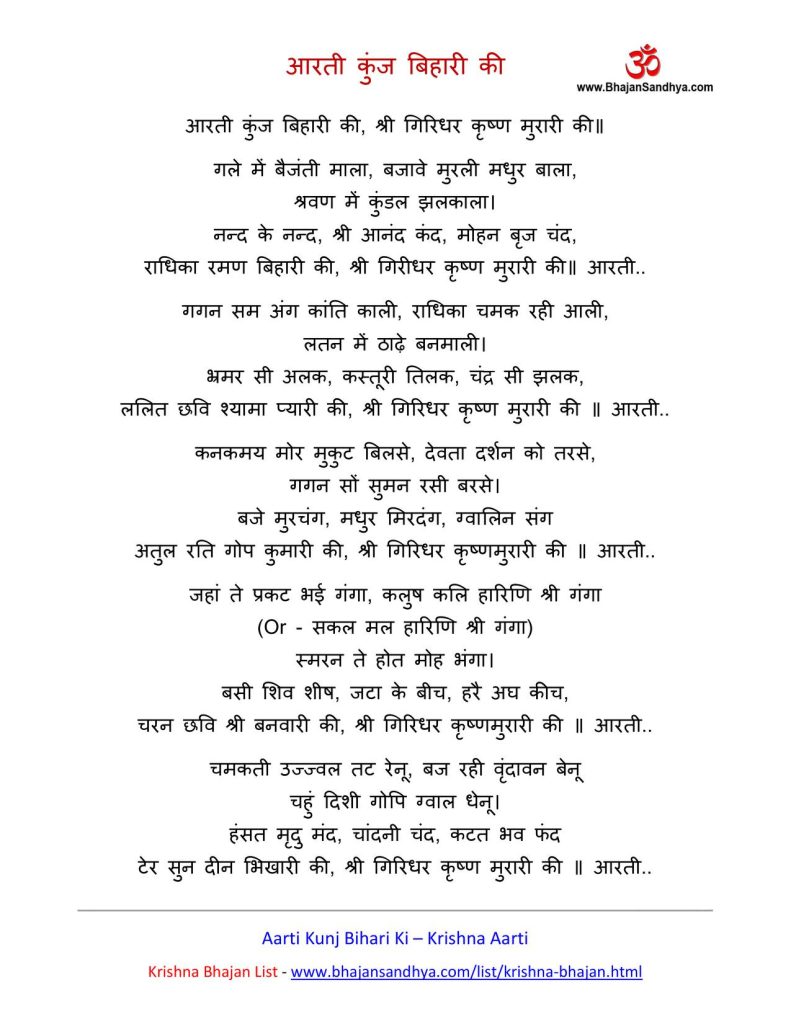 आरती कुंज बिहारी की
ॐ
www.BhajanSandhya.com
आरती कुंज बिहारी की, श्री गिरिधर कृष्ण मुरारी की॥
गले में बैजंती माला, बजावे मुरली मधुर बाला,
श्रवण में कुंडल झलकाला।
नन्द के नन्द, श्री आनंद कंद, मोहन बृज चंद,
राधिका रमण बिहारी की, श्री गिरीधर कृष्ण मुरारी की॥ आरती..
गगन सम अंग कांति काली, राधिका चमक रही आली,
लतन में ठाढ़े बनमाली।
भ्रमर सी अलक, कस्तूरी तिलक, चंद्र सी झलक,
ललित छवि श्यामा प्यारी की, श्री गिरिधर कृष्ण मुरारी की ॥ आरती..
कनकमय मोर मुकुट बिलसे, देवता दर्शन को तरसे,
गगन सों सुमन रसी बरसे।
बजे मुरचंग, मधुर मिरदंग, ग्वालिन संग
अतुल रति गोप कुमारी की, श्री गिरिधर कृष्णमुरारी की ॥ आरती..
जहां ते प्रकट भई गंगा, कलुष कलि हारिणि श्री गंगा
(Or - सकल मल हारिणि श्री गंगा)
स्मरन ते होत मोह भंगा।
बसी शिव शीष, जटा के बीच, हरै अघ कीच,
चरन छवि श्री बनवारी की, श्री गिरिधर कृष्णमुरारी की ॥ आरती..
चमकती उज्ज्वल तट रेनू, बज रही वृंदावन बेनू
चहुं दिशी गोपि ग्वाल धेनू।
हंसत मृदु मंद, चांदनी चंद, कटत भव फंद
टेर सुन दीन भिखारी की, श्री गिरिधर कृष्ण मुरारी की ॥ आरती..
Aarti Kunj Bihari Ki – Krishna Aarti
Krishna Bhajan List - www.bhajansandhya.com/list/krishna-bhajan.html